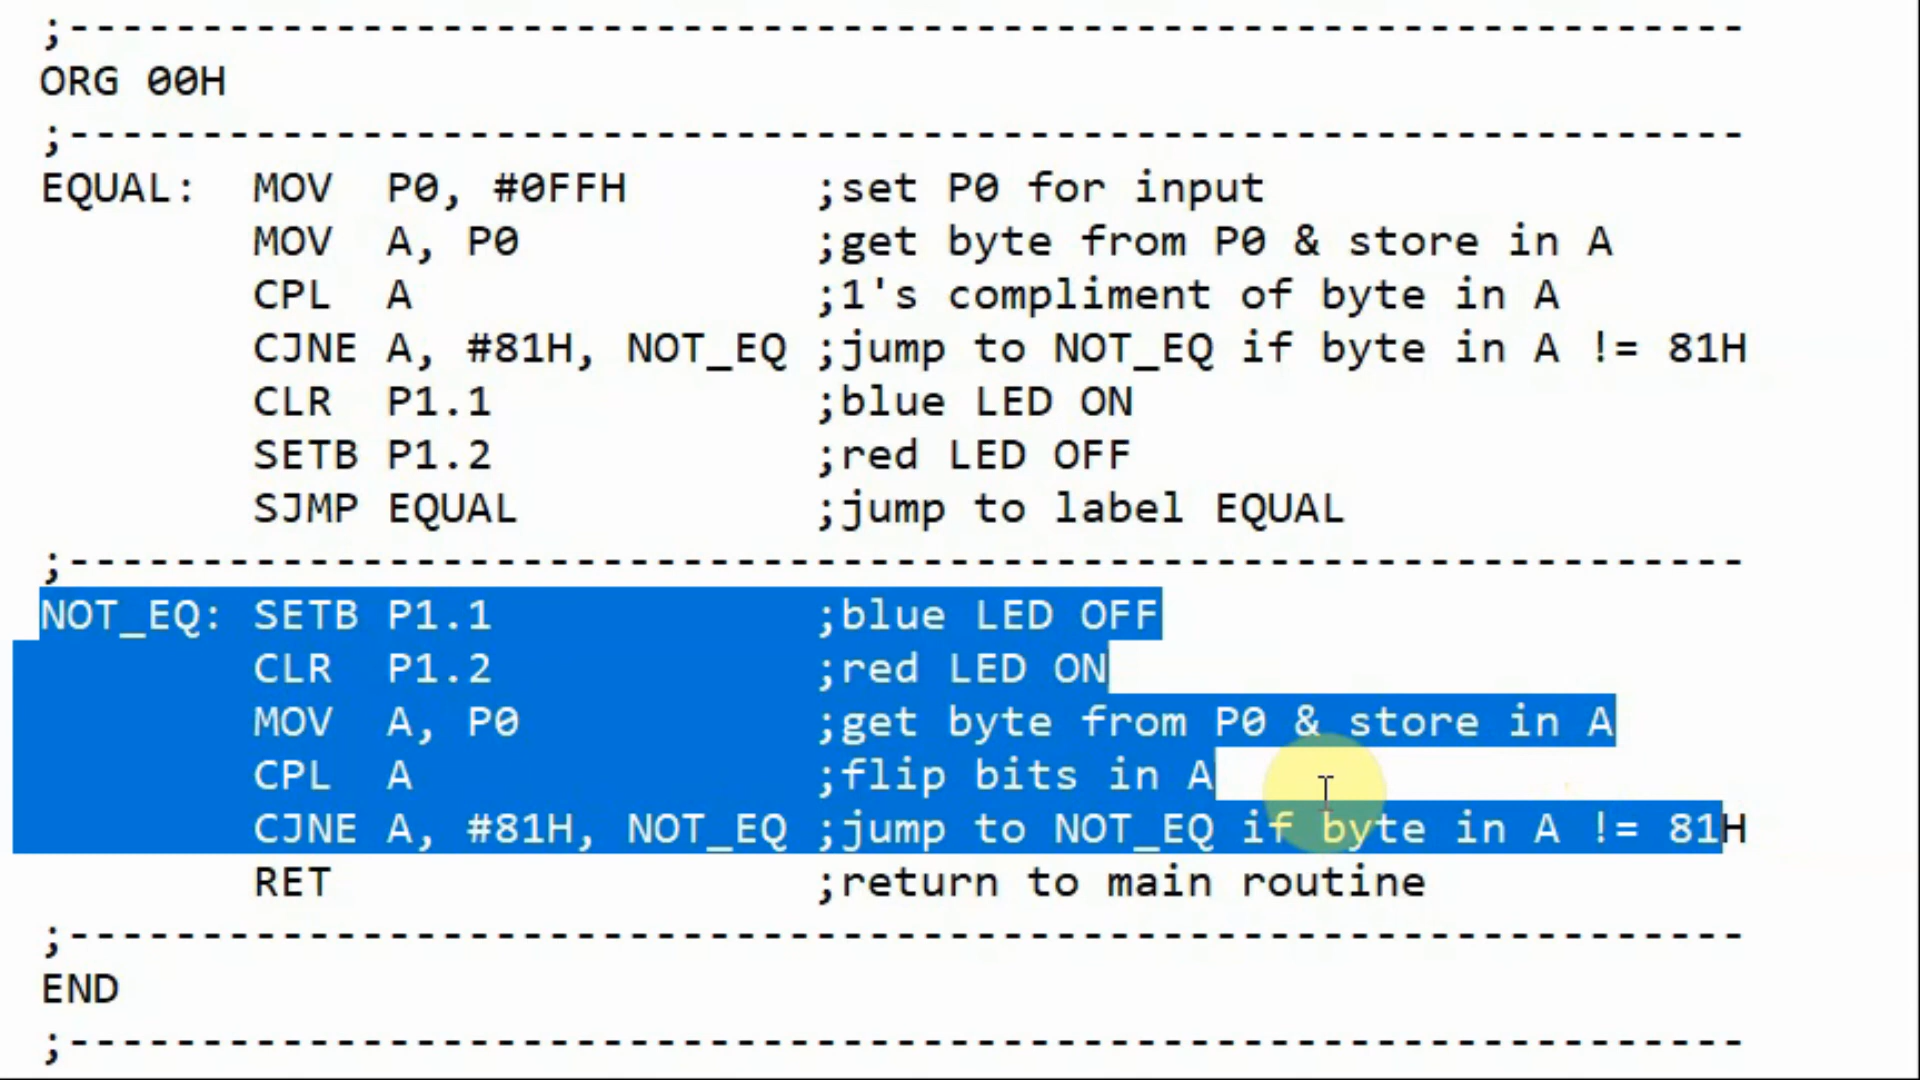 ;---------------------------------------------------------------
ORG 00H
;---------------------------------------------------------------
EQUAL:  MOV  P0, #0FFH       ;set P0 for input
        MOV  A, P0           ;get byte from P0 & store in A
        CPL  A               ;1's compliment of byte in A
        CJNE A, #81H, NOT_EQ ;jump to NOT_EQ if byte in A != 81H
        CLR  P1.1            ;blue LED ON
        SETB P1.2            ;red LED OFF
        SJMP EQUAL           ;jump to label EQUAL
;---------------------------------------------------------------
NOT_EQ: SETB P1.1            ;blue LED OFF
        CLR  P1.2            ;red LED ON
        MOV  A, P0           ;get byte from P0 & store in A
        CPL  A               ;flip bits in A
        CJNE A, #81H, NOT_EQ ;jump to NOT_EQ if byte in A != 81H
        RET                  ;return to main routine
;---------------------------------------------------------------
END
;---------------------------------------------------------------